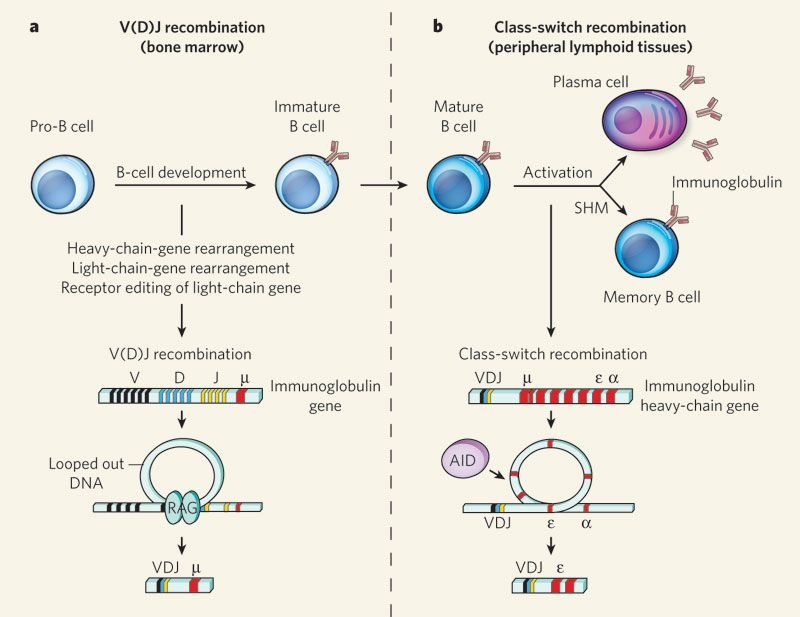 a
V(D)J recombination
(bone marrow)
Pro-B cell
Immature
B cell
B-cell development
Heavy-chain-gene rearrangement
Light-chain-gene rearrangement
Receptor editing of light-chain gene
V(D)J recombination
V D J μ
Immunoglobulin
gene
Looped out
DNA
RAG
VDJ μ
b
Class-switch recombination
(peripheral lymphoid tissues)
Mature
B cell
Plasma cell
Activation
SHM
Immunoglobulin
Memory B cell
Class-switch recombination
VDJ μ ε α
Immunoglobulin
heavy-chain gene
AID
VDJ ε α
VDJ ε